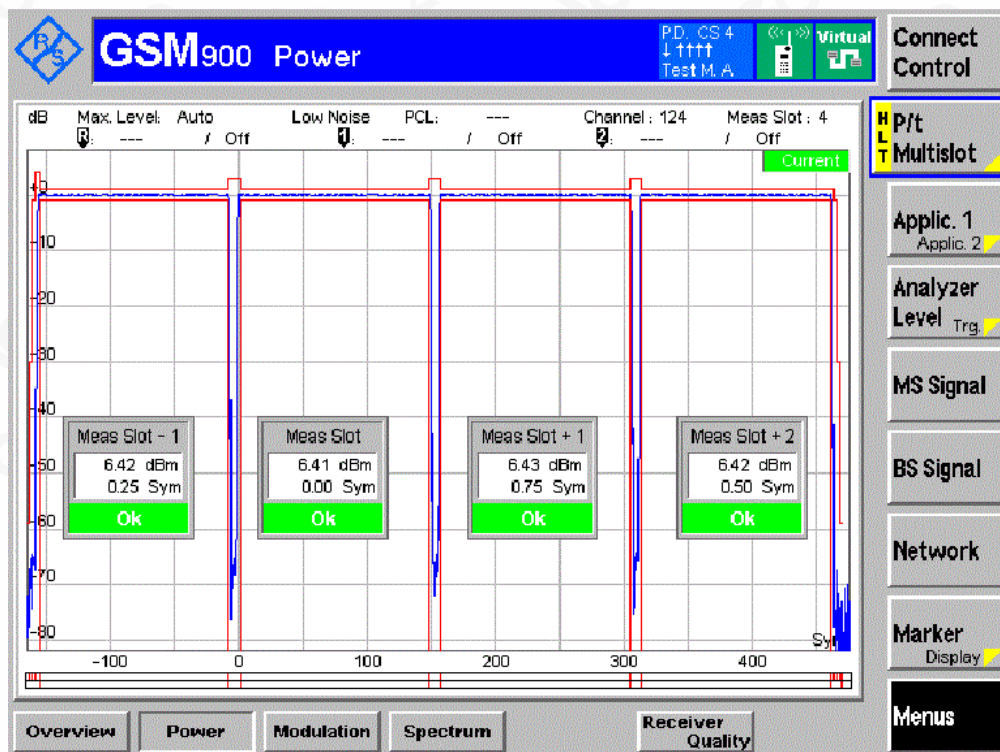 R/S
GSM900 Power
P.D. CS 4
↓ ↑↑↑↑
Test M. A
Virtual
Connect Control
dB Max. Level: Auto Low Noise PCL: --- Channel : 124 Meas Slot : 4
R: --- / Off 1: --- / Off 2: --- / Off
Current
HLT
P/t Multislot
+0
-10
-20
-30
-40
-50
-60
-70
-80
Meas Slot - 1
6.42 dBm
0.25 Sym
Ok
Meas Slot
6.41 dBm
0.00 Sym
Ok
Meas Slot + 1
6.43 dBm
0.75 Sym
Ok
Meas Slot + 2
6.42 dBm
0.50 Sym
Ok
-100 0 100 200 300 400
Applic. 1
Applic. 2
Analyzer
Level Trg.
MS Signal
BS Signal
Network
Marker
Display
Menus
Overview Power Modulation Spectrum Receiver Quality